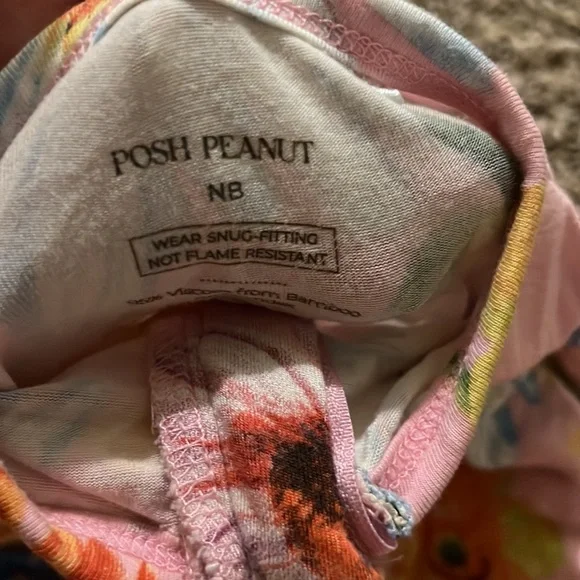 POSH PEANUT
NB
WEAR SNUG-FITTING
NOT FLAME RESISTANT
Viscose from Bamboo